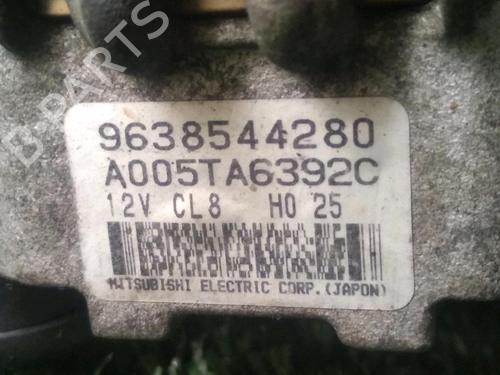 B-PARTS
9638544280
A005TA6392C
12V CL8 H0 25
MITSUBISHI ELECTRIC CORP.(JAPON)